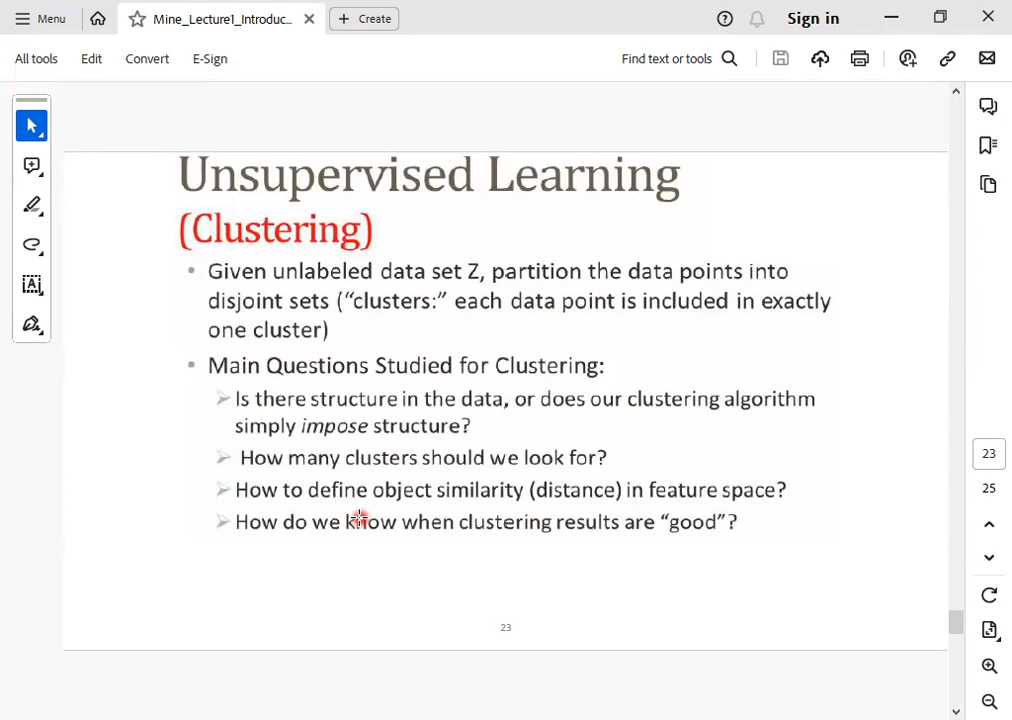 Menu
Mine_Lecture1_Introduc...
Create
Sign in
All tools
Edit
Convert
E-Sign
Find text or tools
Unsupervised Learning
(Clustering)
• Given unlabeled data set Z, partition the data points into
disjoint sets (“clusters:” each data point is included in exactly
one cluster)
• Main Questions Studied for Clustering:
➢ Is there structure in the data, or does our clustering algorithm
simply impose structure?
➢ How many clusters should we look for?
➢ How to define object similarity (distance) in feature space?
➢ How do we know when clustering results are “good”?
23
23
25